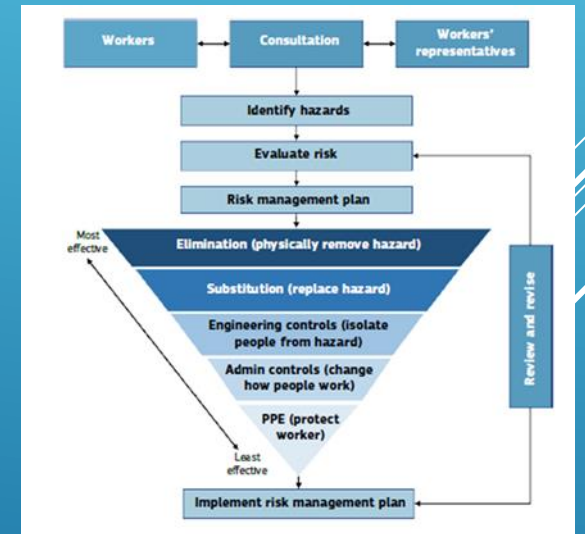 Workers
Consultation
Workers'
representatives
Identify hazards
Evaluate risk
Risk management plan
Most
effective
Elimination (physically remove hazard)
Substitution (replace hazard)
Engineering controls (isolate
people from hazard)
Admin controls (change
how people work)
PPE (protect
worker)
Least
effective
Implement risk management plan
Review and revise